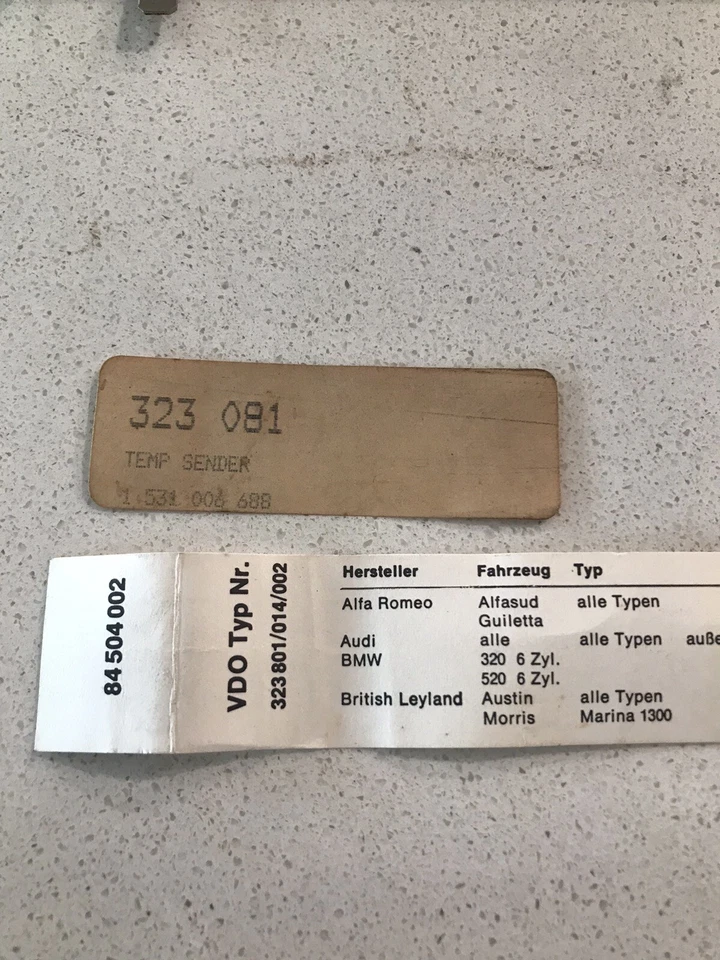 323 081
TEMP SENDER
1 531 006 688
84 504 002
VDO Typ Nr.
323 801/014/002
Hersteller Fahrzeug Typ
Alfa Romeo Alfasud alle Typen
Guiletta
Audi alle alle Typen auße
BMW 320 6 Zyl.
520 6 Zyl.
British Leyland Austin alle Typen
Morris Marina 1300